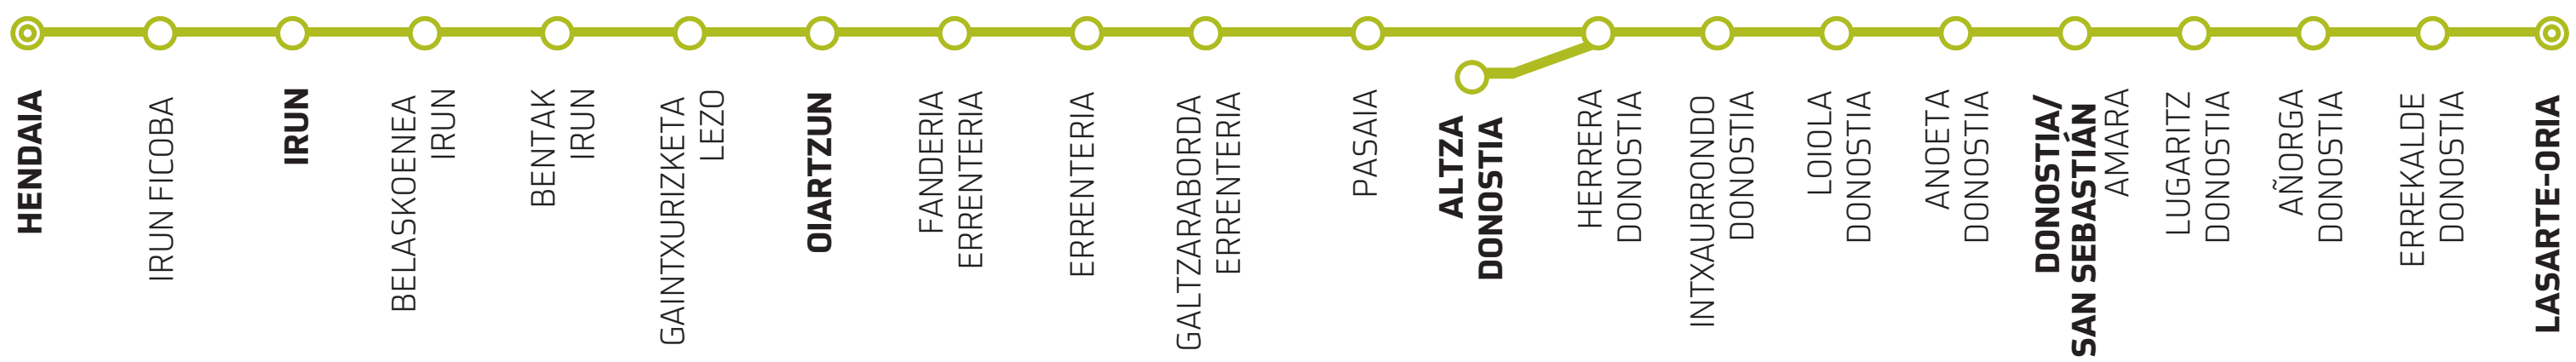 HENDAIA
IRUN FICOBA
IRUN
BELASKOENEA
IRUN
BENTAK
IRUN
GAINTXURIZKETA
LEZO
OIARTZUN
FANDERIA
ERRENTERIA
ERRENTERIA
GALTZARABORDA
ERRENTERIA
PASAIA
ALTZA
DONOSTIA
HERRERA
DONOSTIA
INTXAURRONDO
DONOSTIA
LOIOLA
DONOSTIA
ANOETA
DONOSTIA
DONOSTIA/
SAN SEBASTIÁN
AMARA
LUGARITZ
DONOSTIA
AÑORGA
DONOSTIA
ERREKALDE
DONOSTIA
LASARTE-ORIA